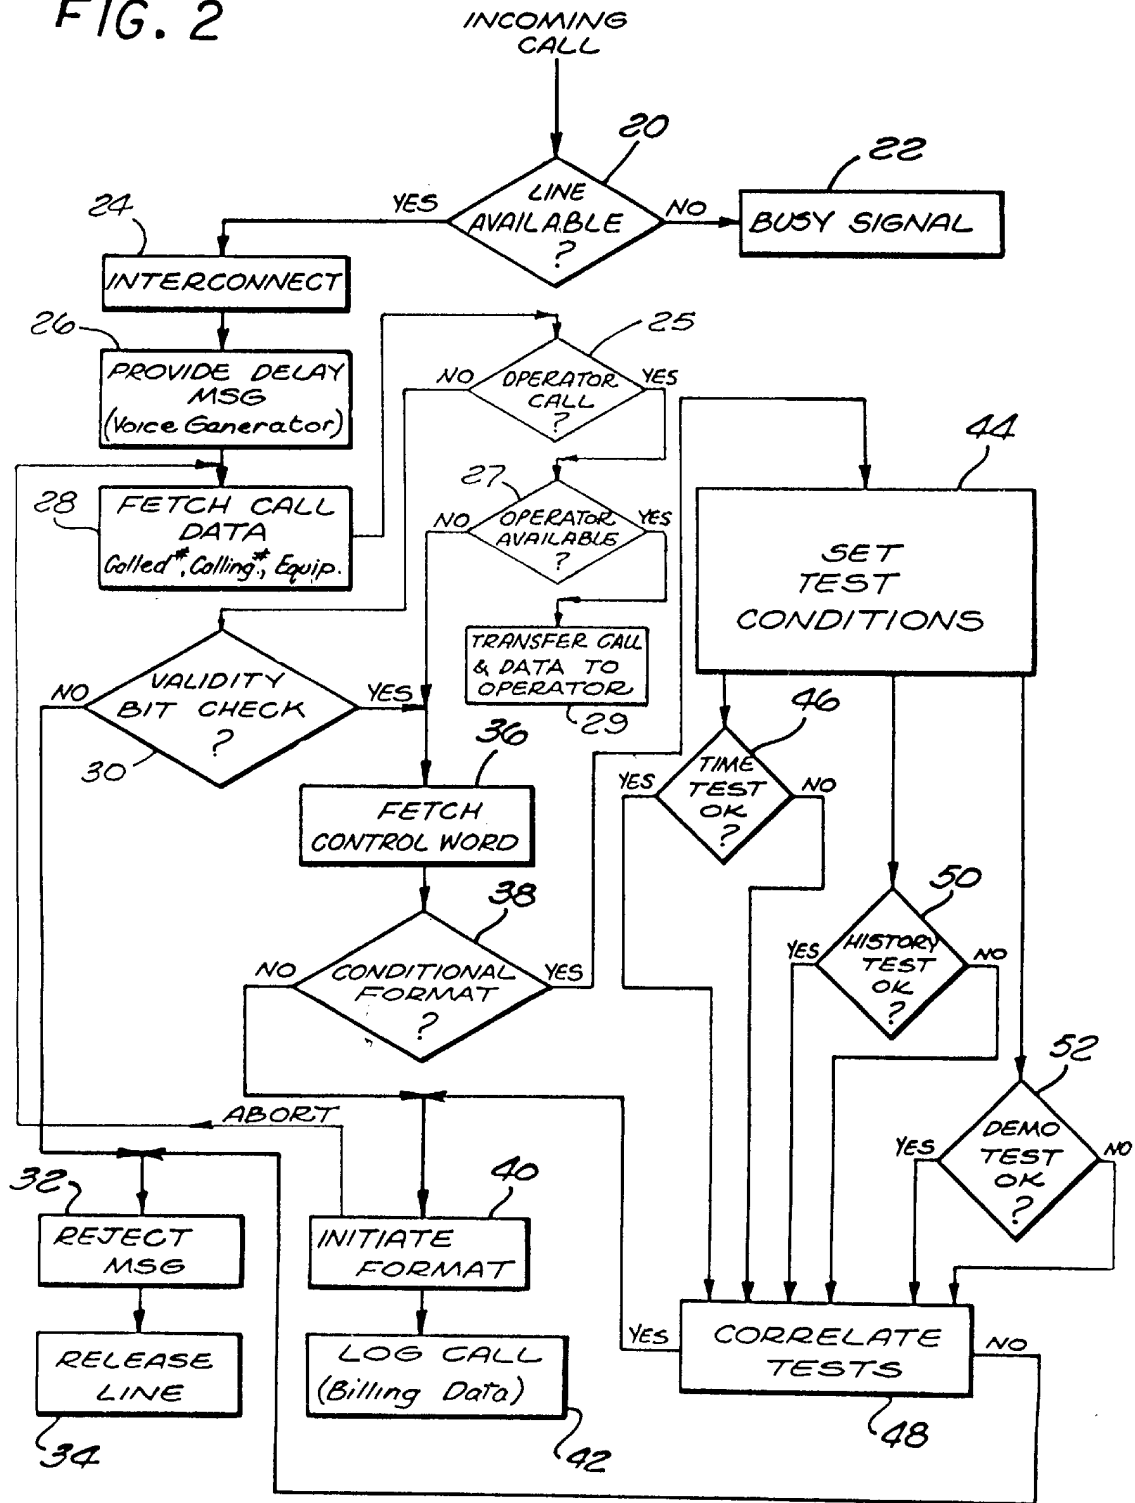 FIG. 2
INCOMING
CALL
20
22
LINE
AVAILABLE
?
YES
NO
BUSY SIGNAL
24
INTERCONNECT
26
PROVIDE DELAY
MSG
(Voice Generator)
25
OPERATOR
CALL
?
NO
YES
28
FETCH CALL
DATA
Called#, Calling#, Equip.
27
OPERATOR
AVAILABLE
?
NO
YES
44
SET
TEST
CONDITIONS
TRANSFER CALL
& DATA TO
OPERATOR
29
VALIDITY
BIT CHECK
?
NO
YES
30
36
FETCH
CONTROL WORD
46
TIME
TEST
OK
?
YES
NO
38
CONDITIONAL
FORMAT
?
NO
YES
50
HISTORY
TEST
OK
?
YES
NO
52
DEMO
TEST
OK
?
YES
NO
ABORT
32
REJECT
MSG
40
INITIATE
FORMAT
RELEASE
LINE
34
LOG CALL
(Billing Data)
42
YES
CORRELATE
TESTS
NO
48